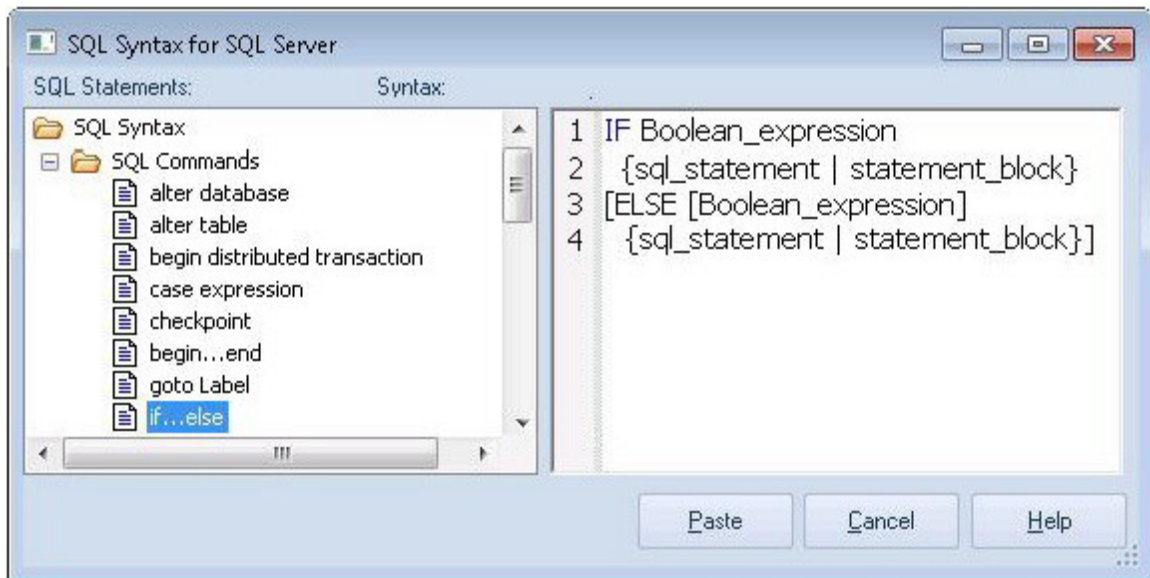 SQL Syntax for SQL Server
SQL Statements:
Syntax:
SQL Syntax
SQL Commands
alter database
alter table
begin distributed transaction
case expression
checkpoint
begin...end
goto Label
if...else
1 IF Boolean_expression
2 {sql_statement | statement_block}
3 [ELSE [Boolean_expression]
4 {sql_statement | statement_block}]
Paste
Cancel
Help